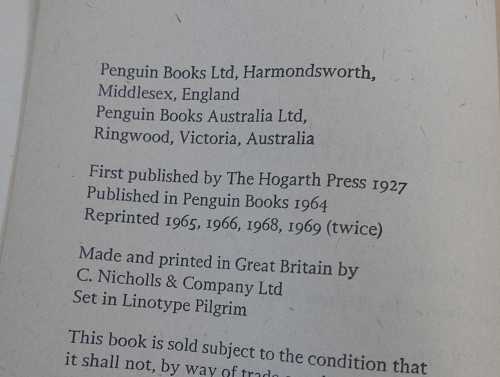 Penguin Books Ltd, Harmondsworth,
Middlesex, England
Penguin Books Australia Ltd,
Ringwood, Victoria, Australia
First published by The Hogarth Press 1927
Published in Penguin Books 1964
Reprinted 1965, 1966, 1968, 1969 (twice)
Made and printed in Great Britain by
C. Nicholls & Company Ltd
Set in Linotype Pilgrim
This book is sold subject to the condition that
it shall not, by way of trade